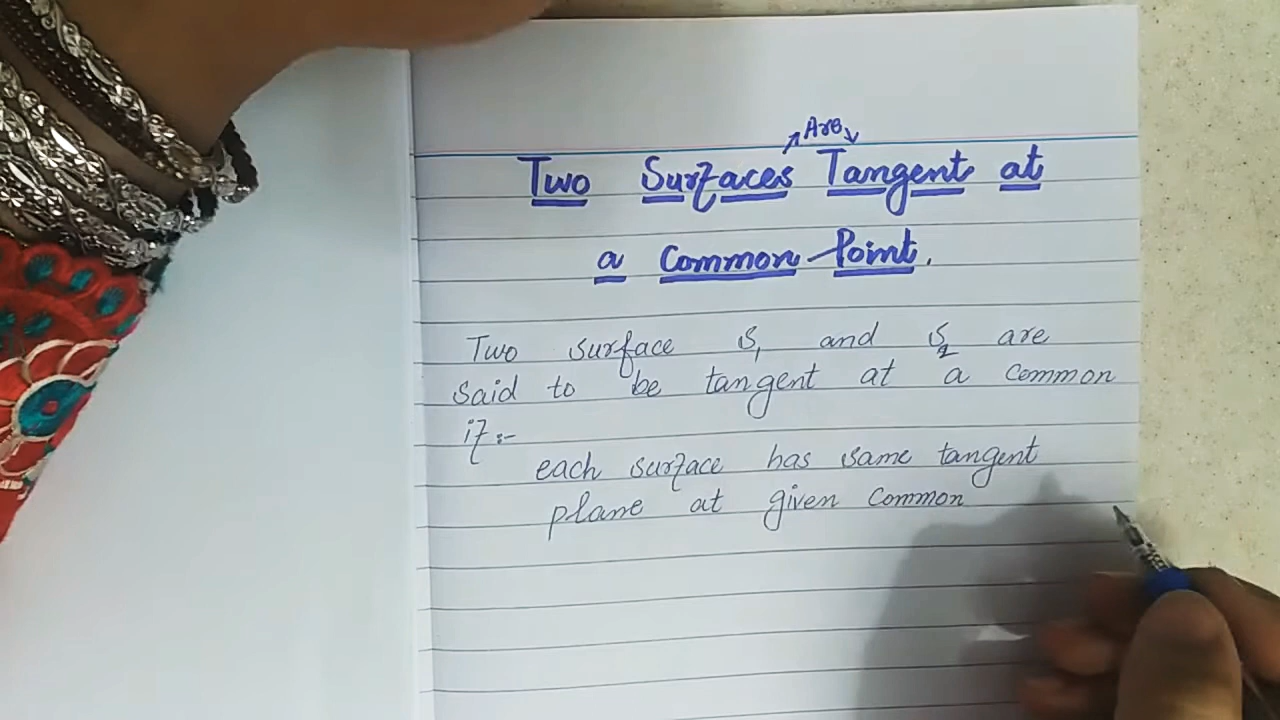 Are
Two Surfaces Tangent at
a Common Point.
Two surface S₁ and S₂ are
said to be tangent at a common
if:-
each surface has same tangent
plane at given common